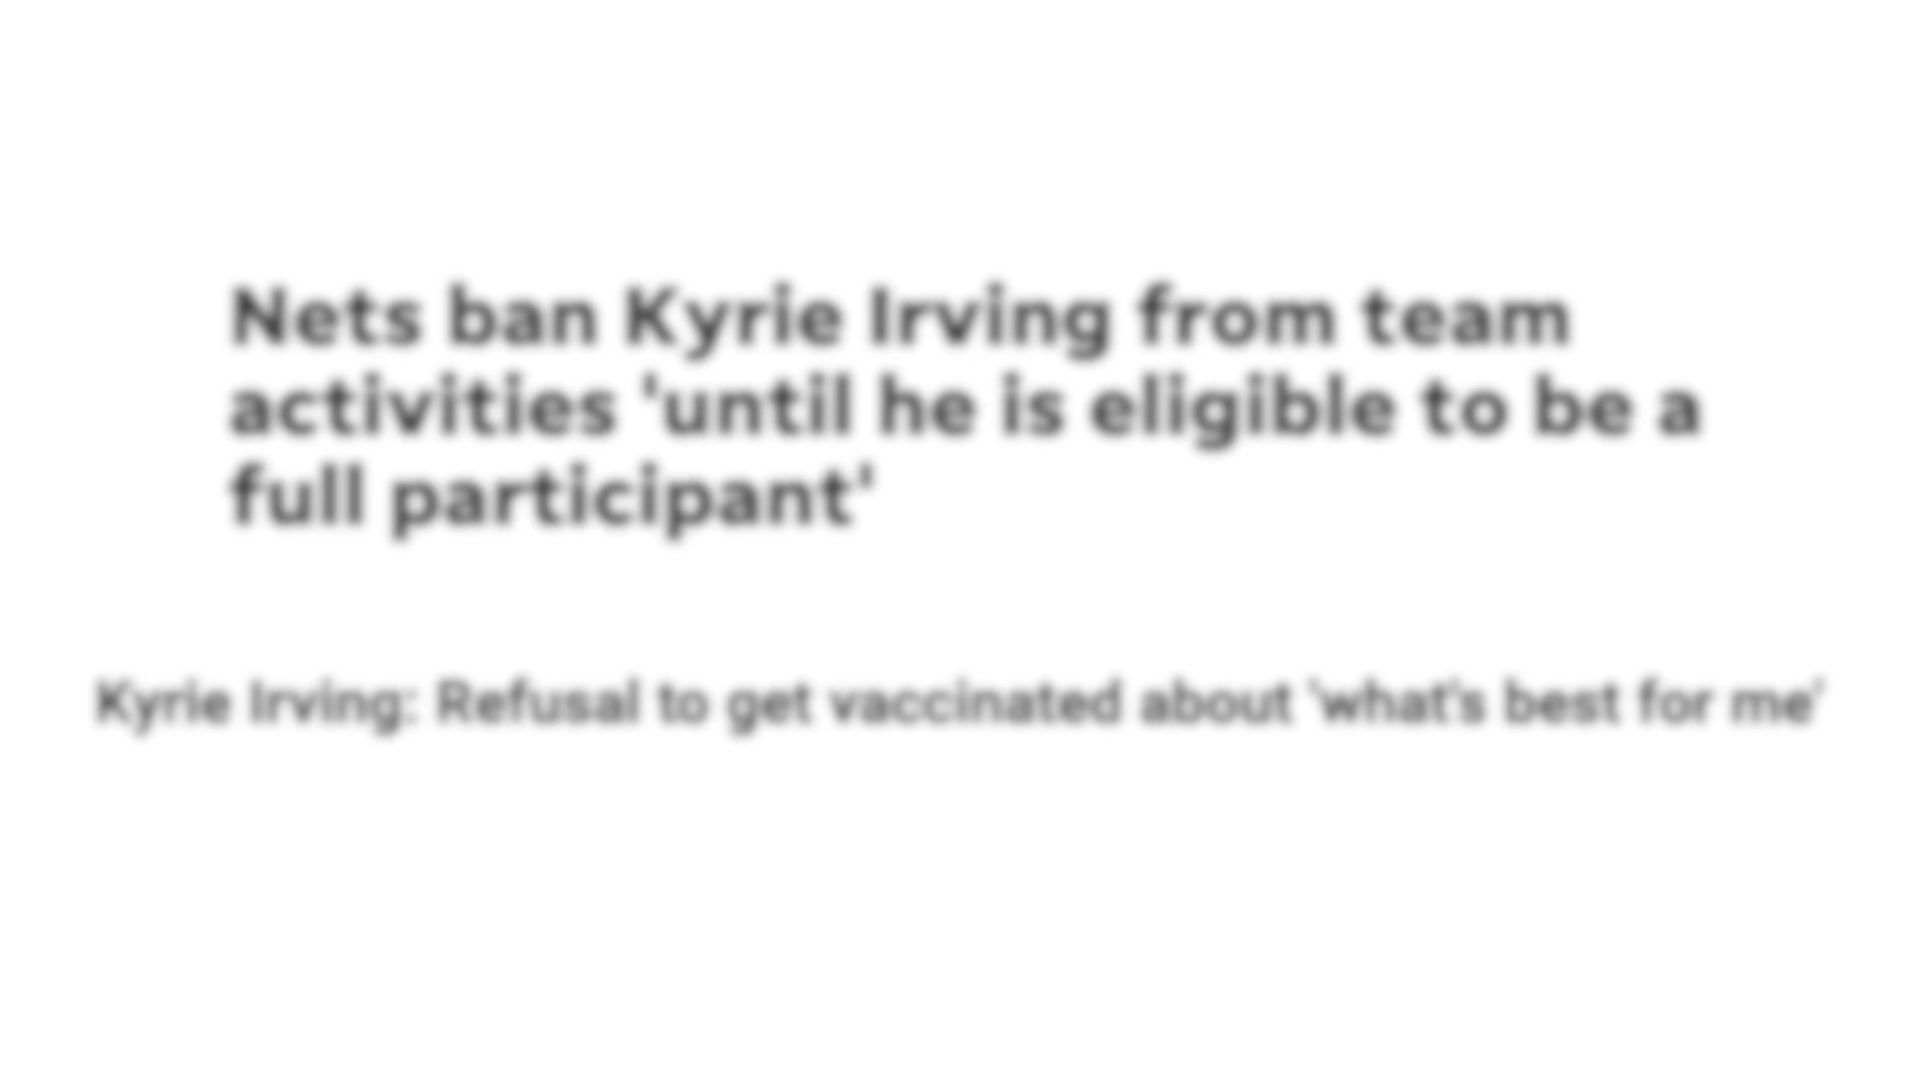 Nets ban Kyrie Irving from team
activities 'until he is eligible to be a
full participant'
Kyrie Irving: Refusal to get vaccinated about 'what's best for me'